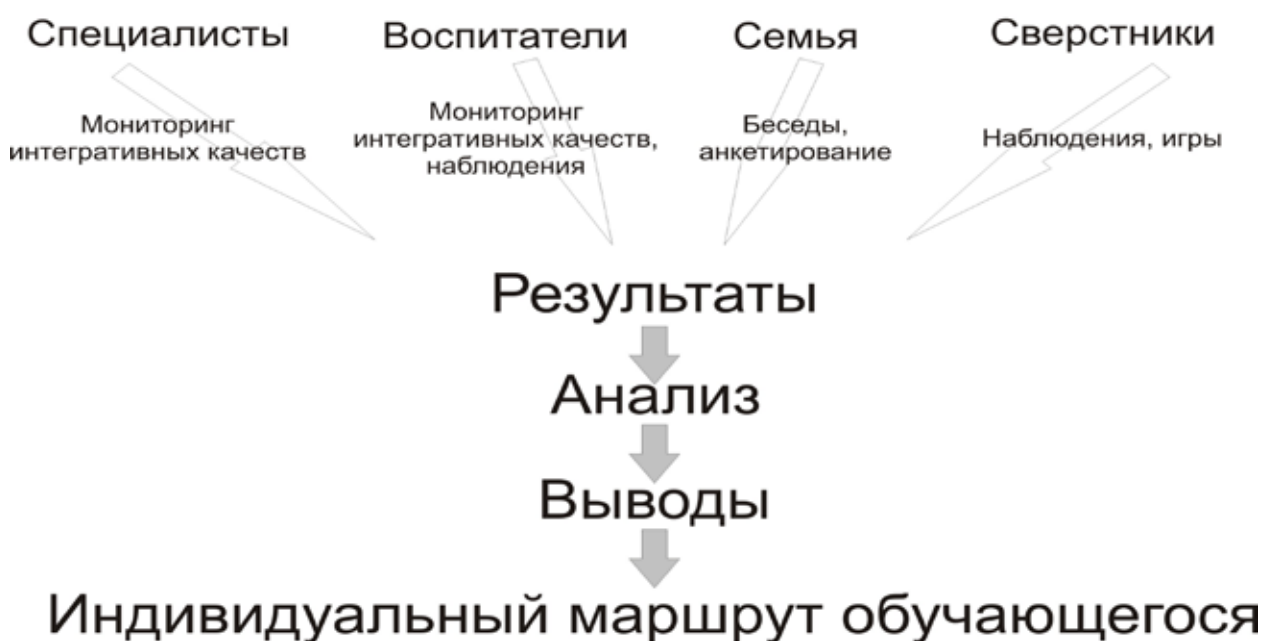 Специалисты
Воспитатели
Семья
Сверстники
Мониторинг
интегративных качеств
Мониторинг
интегративных качеств,
наблюдения
Беседы,
анкетирование
Наблюдения, игры
Результаты
Анализ
Выводы
Индивидуальный маршрут обучающегося